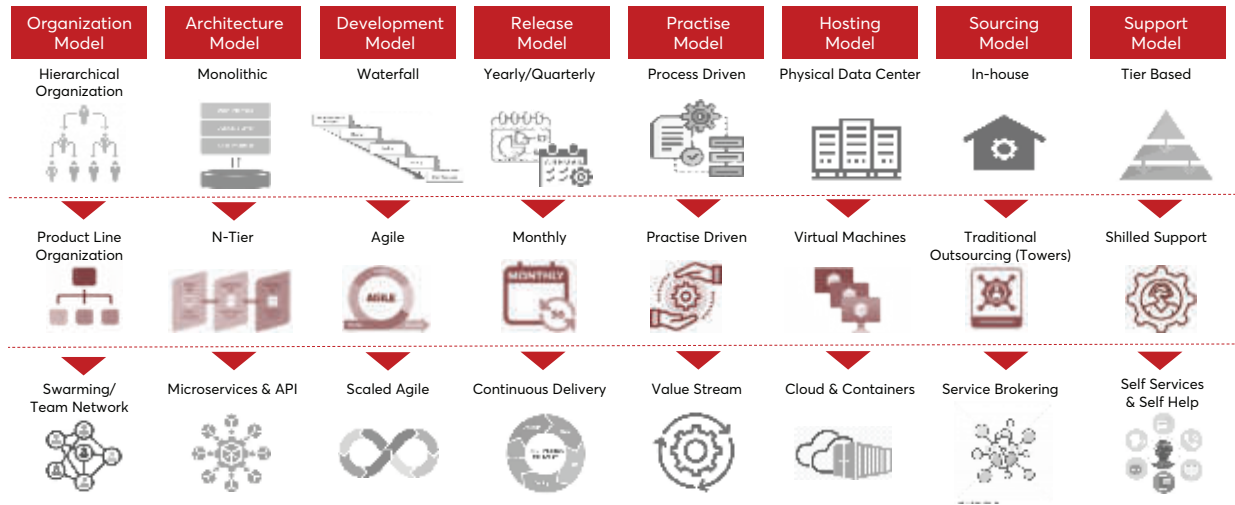 Organization
Model
Architecture
Model
Development
Model
Release
Model
Practise
Model
Hosting
Model
Sourcing
Model
Support
Model
Hierarchical
Organization
Monolithic
Waterfall
Yearly/Quarterly
Process Driven
Physical Data Center
In-house
Tier Based
Product Line
Organization
N-Tier
Agile
Monthly
Practise Driven
Virtual Machines
Traditional
Outsourcing (Towers)
Shilled Support
AGILE
MONTHLY
30
Swarming/
Team Network
Microservices & API
Scaled Agile
Continuous Delivery
Value Stream
Cloud & Containers
Service Brokering
Self Services
& Self Help